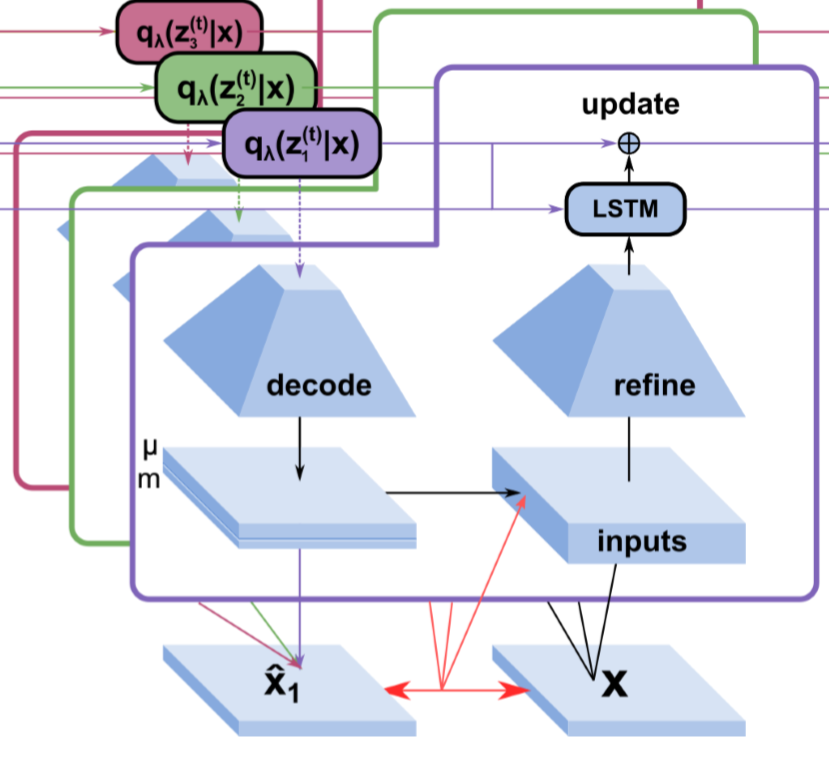 qλ(z₃⁽ᵗ⁾|x)
qλ(z₂⁽ᵗ⁾|x)
qλ(z₁⁽ᵗ⁾|x)
update
⊕
LSTM
decode
refine
μ
m
inputs
x̂₁
x